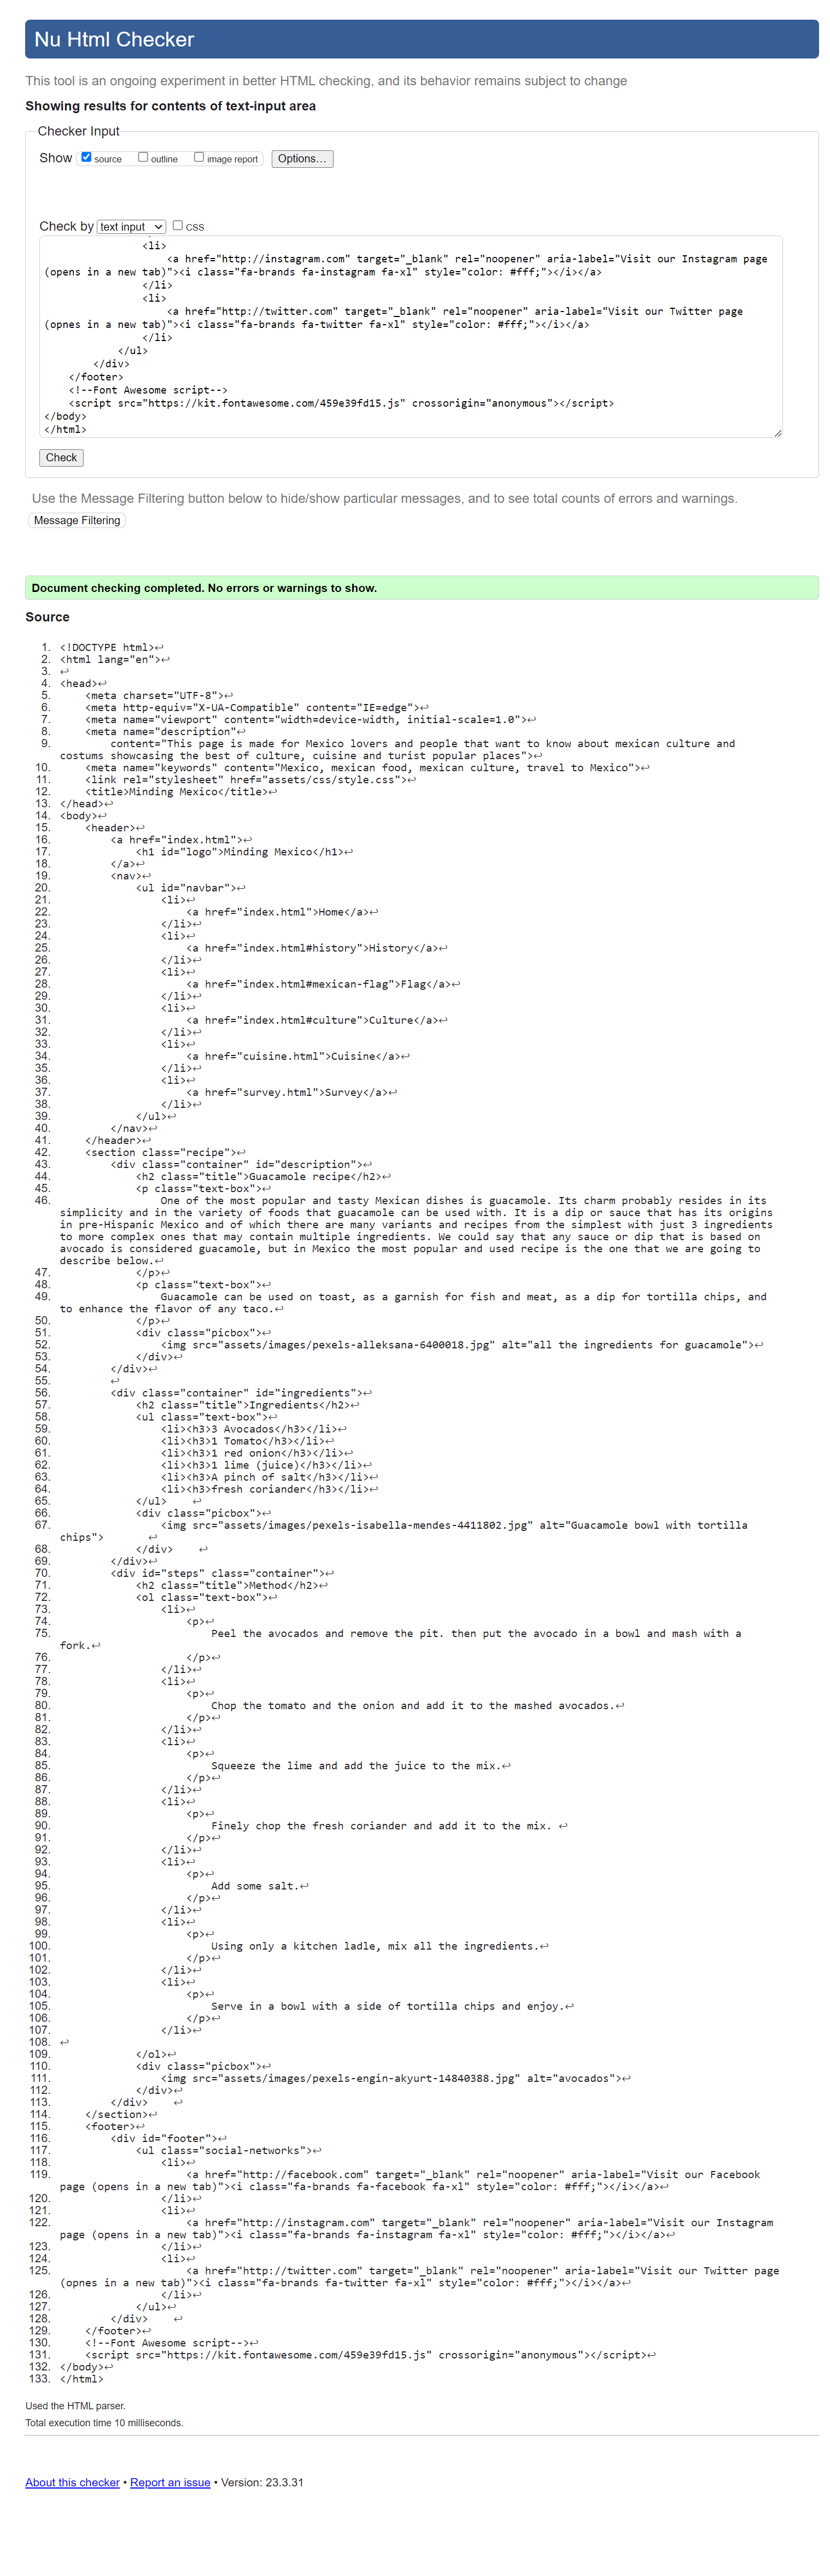 Nu Html Checker
This tool is an ongoing experiment in better HTML checking, and its behavior remains subject to change
Showing results for contents of text-input area
Checker Input
Show source outline image report Options...
Check by text input CSS
<li>
<a href="http://instagram.com" target="_blank" rel="noopener" aria-label="Visit our Instagram page
(opens in a new tab)"><i class="fa-brands fa-instagram fa-xl" style="color: #fff;"></i></a>
</li>
<li>
<a href="http://twitter.com" target="_blank" rel="noopener" aria-label="Visit our Twitter page
(opnes in a new tab)"><i class="fa-brands fa-twitter fa-xl" style="color: #fff;"></i></a>
</li>
</ul>
</div>
</footer>
<!--Font Awesome script-->
<script src="https://kit.fontawesome.com/459e39fd15.js" crossorigin="anonymous"></script>
</body>
</html>
Check
Use the Message Filtering button below to hide/show particular messages, and to see total counts of errors and warnings.
Message Filtering
Document checking completed. No errors or warnings to show.
Source
1. <!DOCTYPE html>↩
2. <html lang="en">↩
3. ↩
4. <head>↩
5. <meta charset="UTF-8">↩
6. <meta http-equiv="X-UA-Compatible" content="IE=edge">↩
7. <meta name="viewport" content="width=device-width, initial-scale=1.0">↩
8. <meta name="description"↩
9. content="This page is made for Mexico lovers and people that want to know about mexican culture and
costums showcasing the best of culture, cuisine and turist popular places">↩
10. <meta name="keywords" content="Mexico, mexican food, mexican culture, travel to Mexico">↩
11. <link rel="stylesheet" href="assets/css/style.css">↩
12. <title>Minding Mexico</title>↩
13. </head>↩
14. <body>↩
15. <header>↩
16. <a href="index.html">↩
17. <h1 id="logo">Minding Mexico</h1>↩
18. </a>↩
19. <nav>↩
20. <ul id="navbar">↩
21. <li>↩
22. <a href="index.html">Home</a>↩
23. </li>↩
24. <li>↩
25. <a href="index.html#history">History</a>↩
26. </li>↩
27. <li>↩
28. <a href="index.html#mexican-flag">Flag</a>↩
29. </li>↩
30. <li>↩
31. <a href="index.html#culture">Culture</a>↩
32. </li>↩
33. <li>↩
34. <a href="cuisine.html">Cuisine</a>↩
35. </li>↩
36. <li>↩
37. <a href="survey.html">Survey</a>↩
38. </li>↩
39. </ul>↩
40. </nav>↩
41. </header>↩
42. <section class="recipe">↩
43. <div class="container" id="description">↩
44. <h2 class="title">Guacamole recipe</h2>↩
45. <p class="text-box">↩
46. One of the most popular and tasty Mexican dishes is guacamole. Its charm probably resides in its
simplicity and in the variety of foods that guacamole can be used with. It is a dip or sauce that has its origins
in pre-Hispanic Mexico and of which there are many variants and recipes from the simplest with just 3 ingredients
to more complex ones that may contain multiple ingredients. We could say that any sauce or dip that is based on
avocado is considered guacamole, but in Mexico the most popular and used recipe is the one that we are going to
describe below.↩
47. </p>↩
48. <p class="text-box">↩
49. Guacamole can be used on toast, as a garnish for fish and meat, as a dip for tortilla chips, and
to enhance the flavor of any taco.↩
50. </p>↩
51. <div class="picbox">↩
52. <img src="assets/images/pexels-alleksana-6400018.jpg" alt="all the ingredients for guacamole">↩
53. </div>↩
54. </div>↩
55. ↩
56. <div class="container" id="ingredients">↩
57. <h2 class="title">Ingredients</h2>↩
58. <ul class="text-box">↩
59. <li><h3>3 Avocados</h3></li>↩
60. <li><h3>1 Tomato</h3></li>↩
61. <li><h3>1 red onion</h3></li>↩
62. <li><h3>1 lime (juice)</h3></li>↩
63. <li><h3>A pinch of salt</h3></li>↩
64. <li><h3>fresh coriander</h3></li>↩
65. </ul> ↩
66. <div class="picbox">↩
67. <img src="assets/images/pexels-isabella-mendes-4411802.jpg" alt="Guacamole bowl with tortilla
chips"> ↩
68. </div> ↩
69. </div>↩
70. <div id="steps" class="container">↩
71. <h2 class="title">Method</h2>↩
72. <ol class="text-box">↩
73. <li>↩
74. <p>↩
75. Peel the avocados and remove the pit. then put the avocado in a bowl and mash with a
fork.↩
76. </p>↩
77. </li>↩
78. <li>↩
79. <p>↩
80. Chop the tomato and the onion and add it to the mashed avocados.↩
81. </p>↩
82. </li>↩
83. <li>↩
84. <p>↩
85. Squeeze the lime and add the juice to the mix.↩
86. </p>↩
87. </li>↩
88. <li>↩
89. <p>↩
90. Finely chop the fresh coriander and add it to the mix. ↩
91. </p>↩
92. </li>↩
93. <li>↩
94. <p>↩
95. Add some salt.↩
96. </p>↩
97. </li>↩
98. <li>↩
99. <p>↩
100. Using only a kitchen ladle, mix all the ingredients.↩
101. </p>↩
102. </li>↩
103. <li>↩
104. <p>↩
105. Serve in a bowl with a side of tortilla chips and enjoy.↩
106. </p>↩
107. </li>↩
108. ↩
109. </ol>↩
110. <div class="picbox">↩
111. <img src="assets/images/pexels-engin-akyurt-14840388.jpg" alt="avocados">↩
112. </div>↩
113. </div> ↩
114. </section>↩
115. <footer>↩
116. <div id="footer">↩
117. <ul class="social-networks">↩
118. <li>↩
119. <a href="http://facebook.com" target="_blank" rel="noopener" aria-label="Visit our Facebook
page (opens in a new tab)"><i class="fa-brands fa-facebook fa-xl" style="color: #fff;"></i></a>↩
120. </li>↩
121. <li>↩
122. <a href="http://instagram.com" target="_blank" rel="noopener" aria-label="Visit our Instagram
page (opens in a new tab)"><i class="fa-brands fa-instagram fa-xl" style="color: #fff;"></i></a>↩
123. </li>↩
124. <li>↩
125. <a href="http://twitter.com" target="_blank" rel="noopener" aria-label="Visit our Twitter page
(opnes in a new tab)"><i class="fa-brands fa-twitter fa-xl" style="color: #fff;"></i></a>↩
126. </li>↩
127. </ul>↩
128. </div> ↩
129. </footer>↩
130. <!--Font Awesome script-->↩
131. <script src="https://kit.fontawesome.com/459e39fd15.js" crossorigin="anonymous"></script>↩
132. </body>↩
133. </html>
Used the HTML parser.
Total execution time 10 milliseconds.
About this checker • Report an issue • Version: 23.3.31